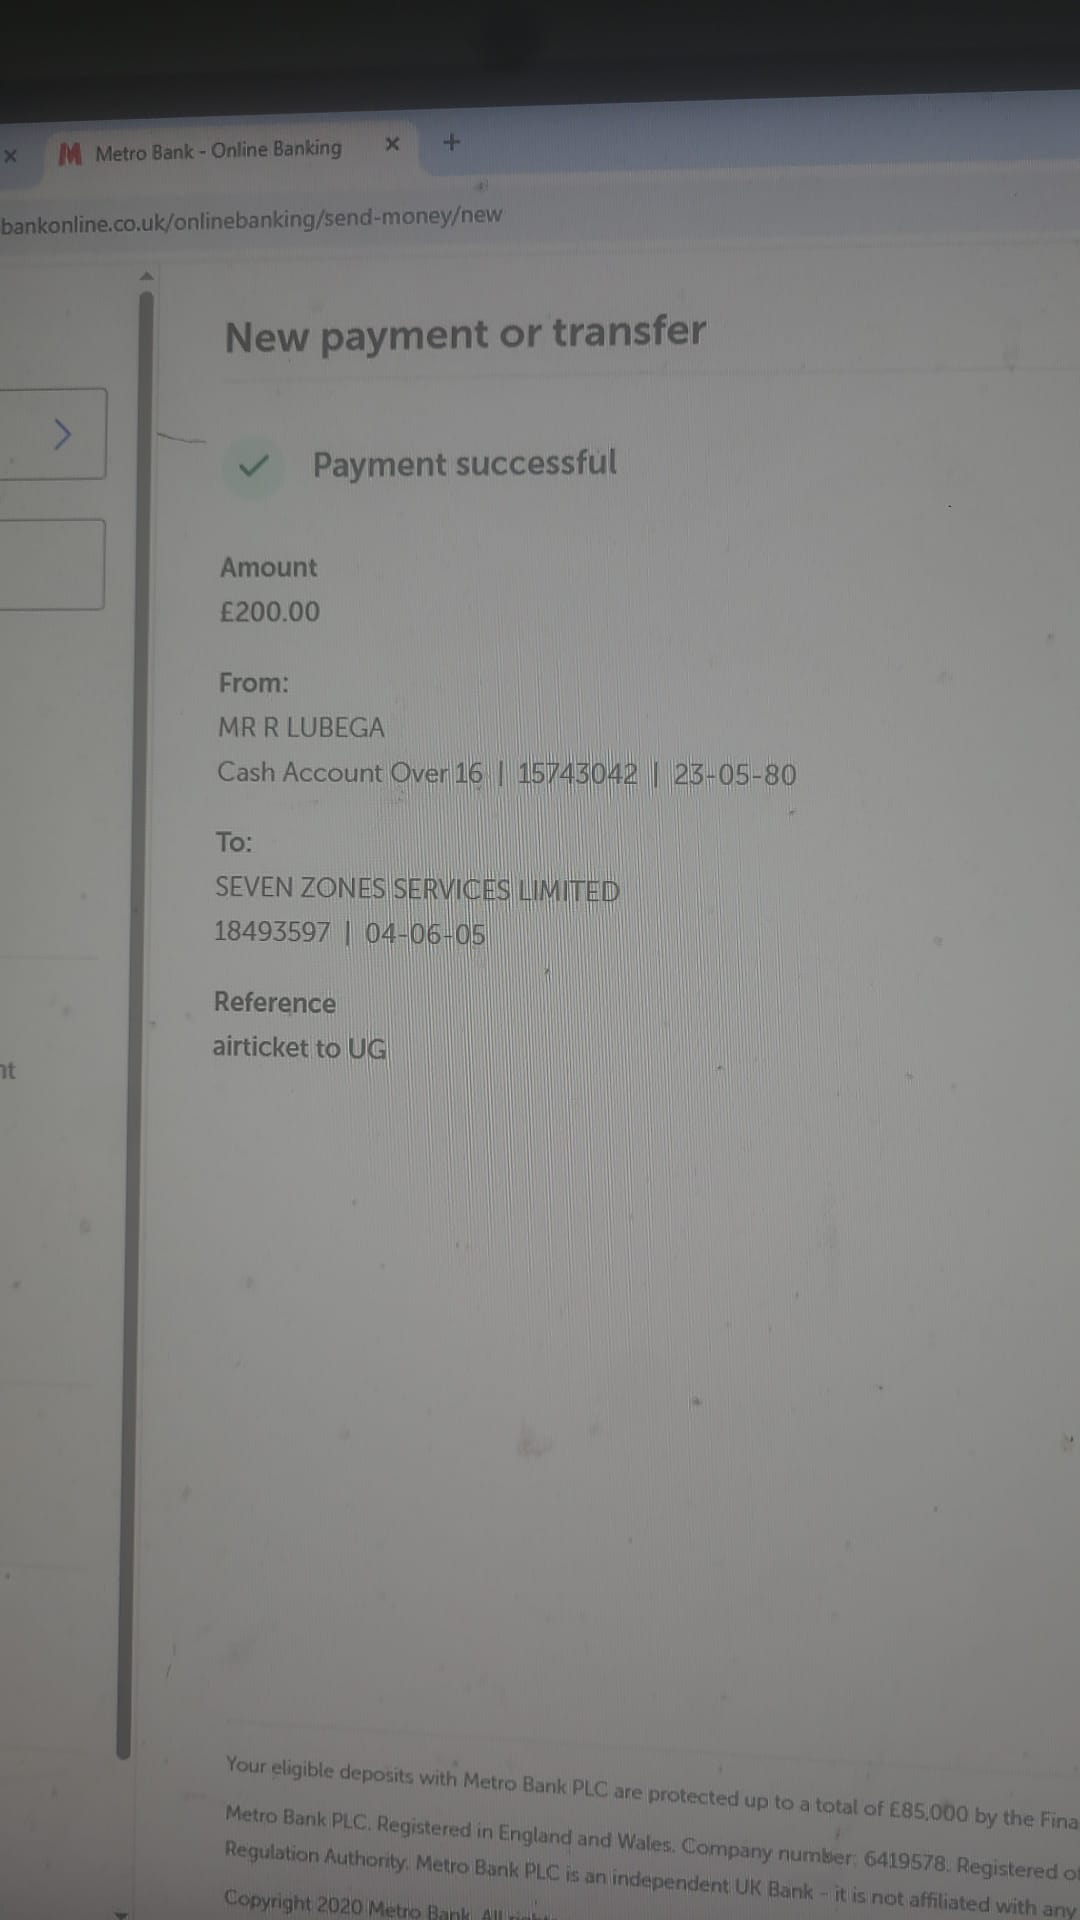 Metro Bank - Online Banking
bankonline.co.uk/onlinebanking/send-money/new
New payment or transfer
Payment successful
Amount
£200.00
From:
MR R LUBEGA
Cash Account Over 16 | 15743042 | 23-05-80
To:
SEVEN ZONES SERVICES LIMITED
18493597 | 04-06-05
Reference
airticket to UG
nt
Your eligible deposits with Metro Bank PLC are protected up to a total of £85,000 by the Fina
Metro Bank PLC. Registered in England and Wales. Company number: 6419578. Registered of
Regulation Authority. Metro Bank PLC is an independent UK Bank - it is not affiliated with any
Copyright 2020 Metro Bank. All